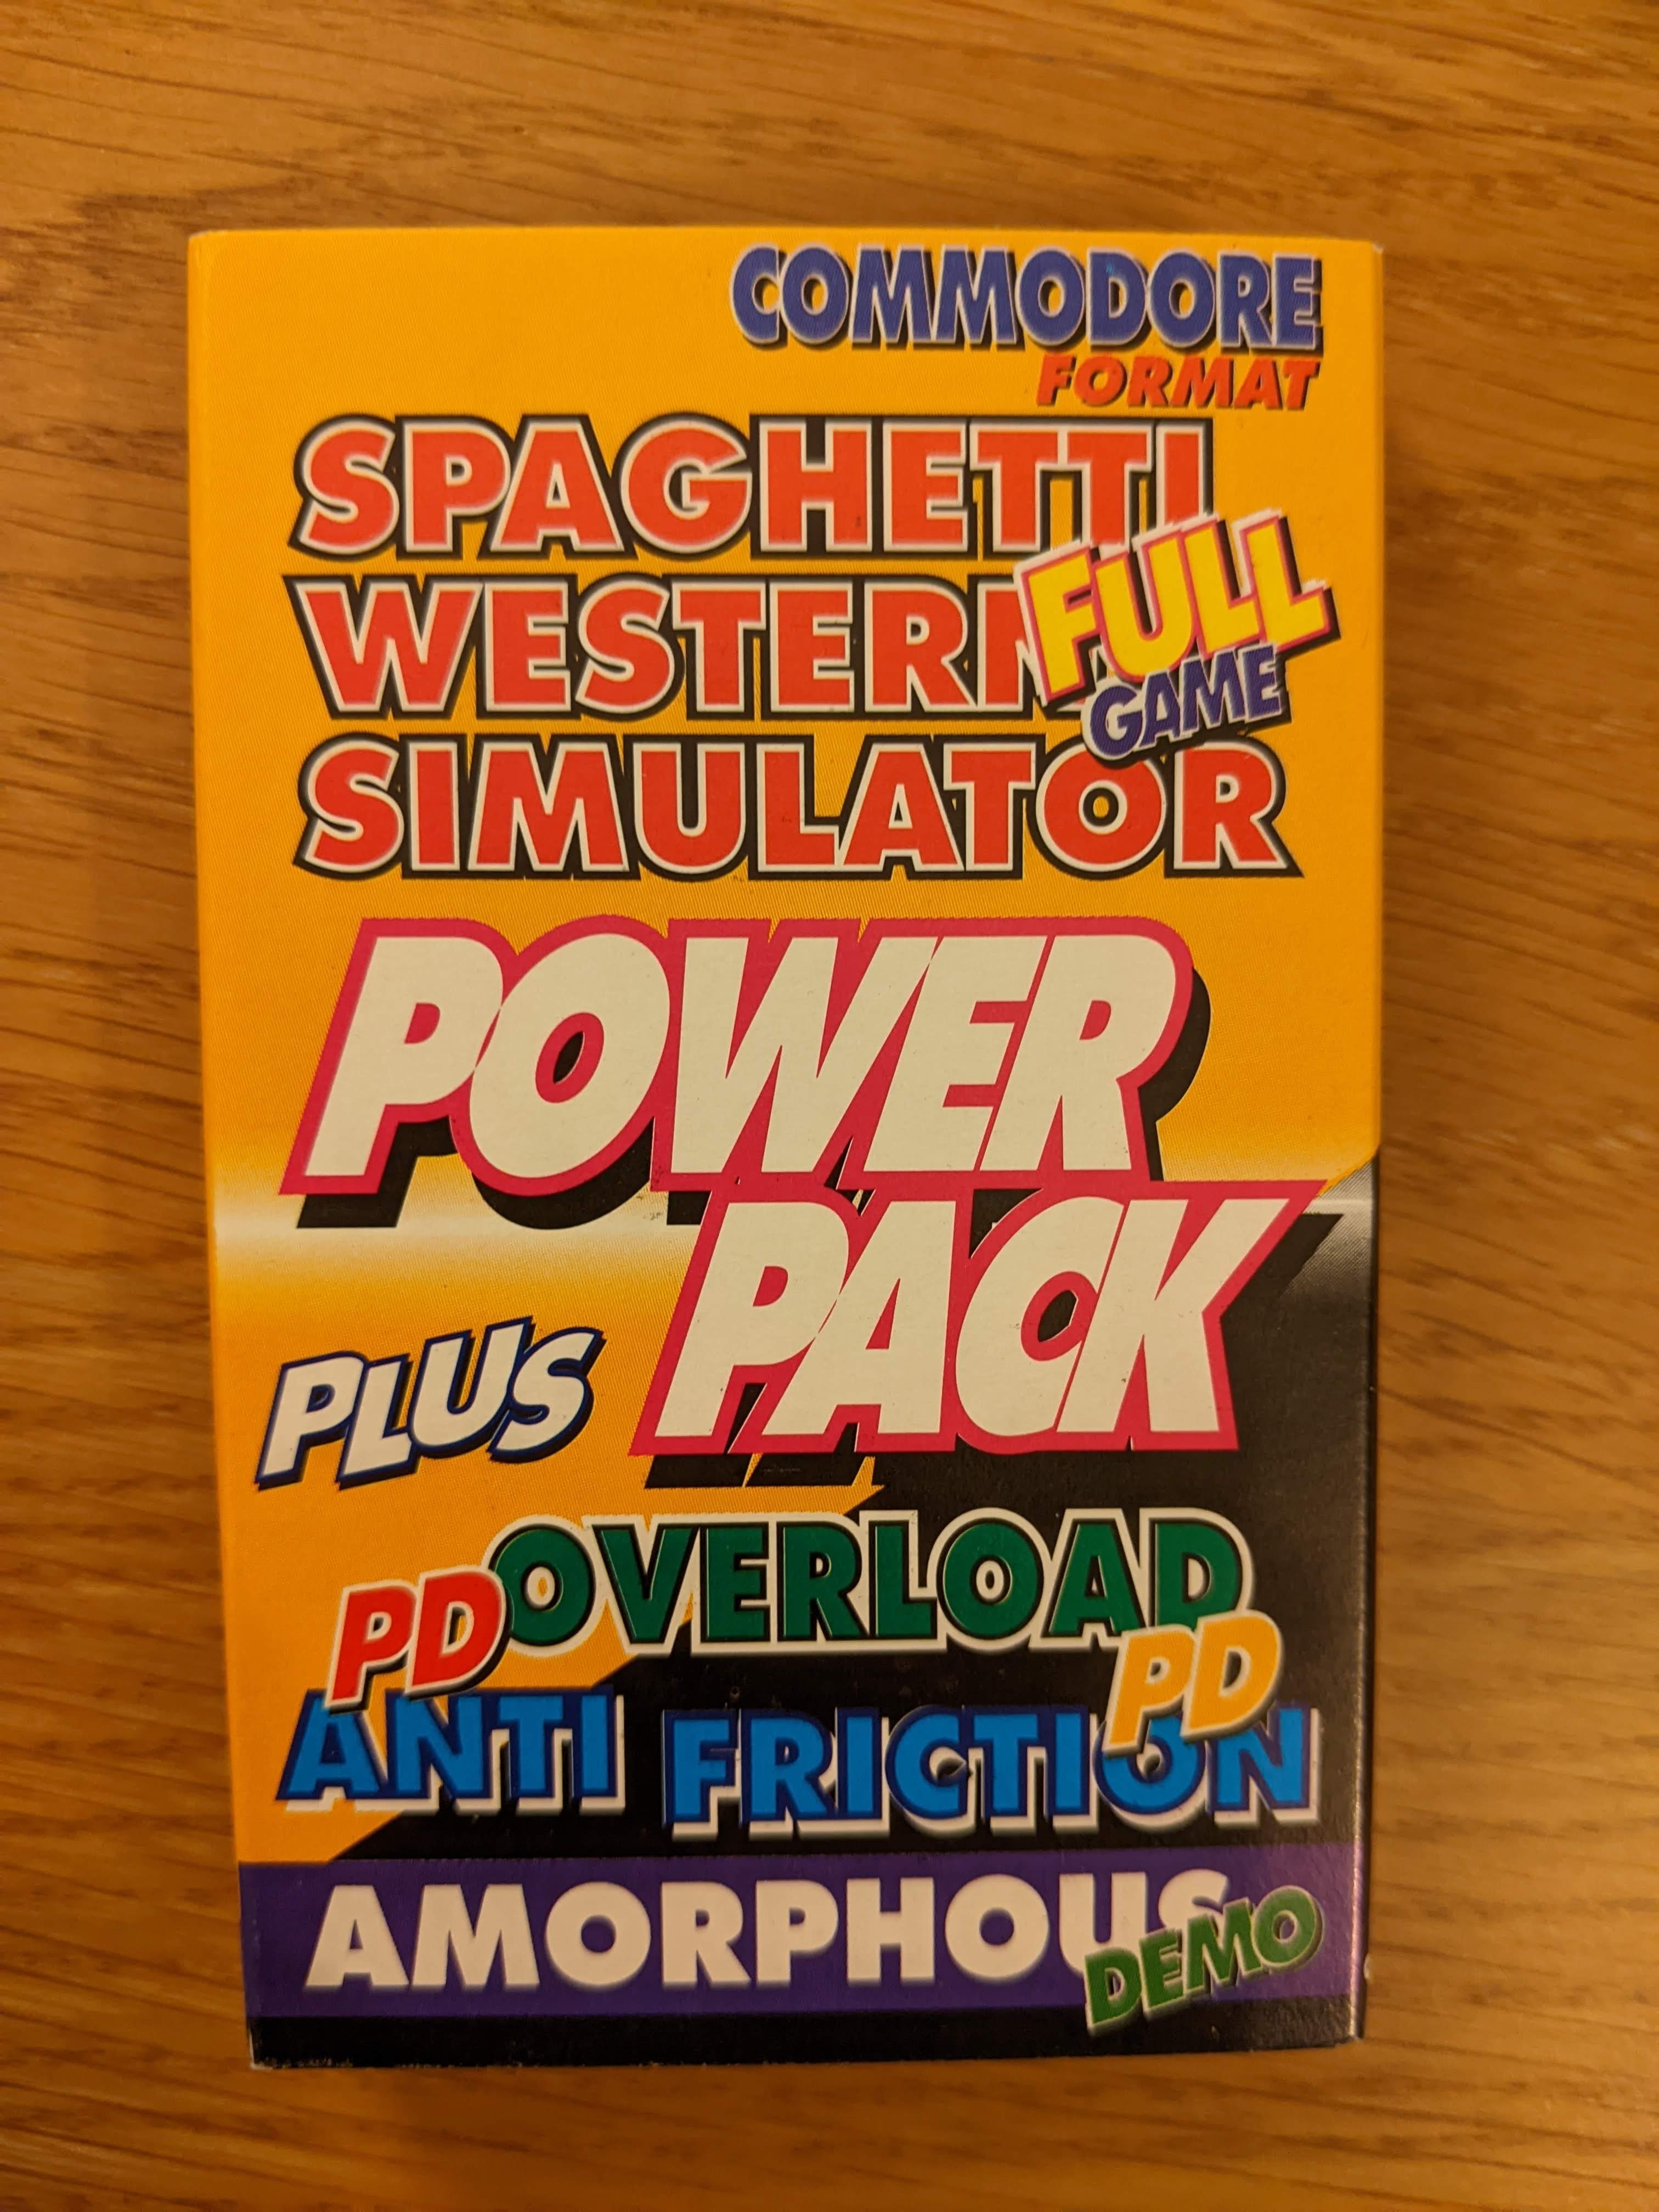 COMMODORE
FORMAT
SPAGHETTI
WESTERN
SIMULATOR
FULL
GAME
POWER
PACK
PLUS
OVERLOAD
PD
ANTI FRICTION
PD
AMORPHOUS
DEMO